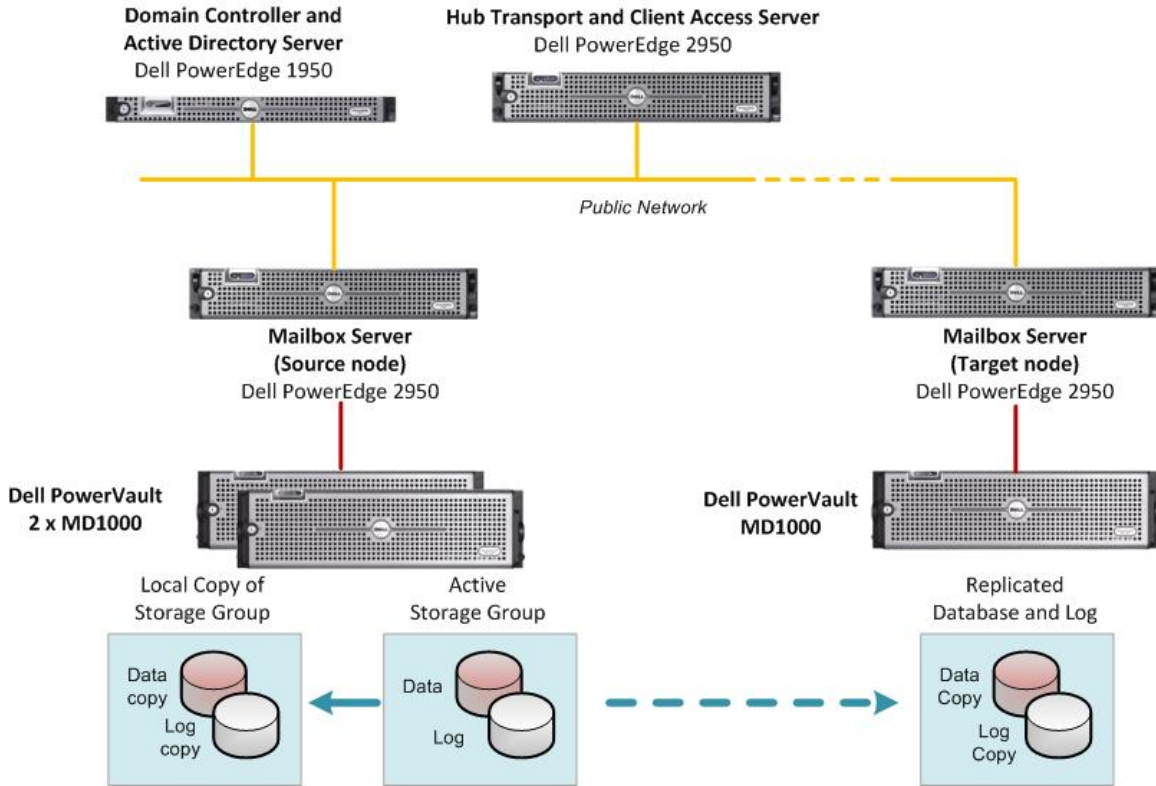 Domain Controller and
Active Directory Server
Dell PowerEdge 1950
Hub Transport and Client Access Server
Dell PowerEdge 2950
Public Network
Mailbox Server
(Source node)
Dell PowerEdge 2950
Mailbox Server
(Target node)
Dell PowerEdge 2950
Dell PowerVault
2 x MD1000
Dell PowerVault
MD1000
Local Copy of
Storage Group
Active
Storage Group
Replicated
Database and Log
Data
copy
Log
copy
Data
Log
Data
Copy
Log
Copy